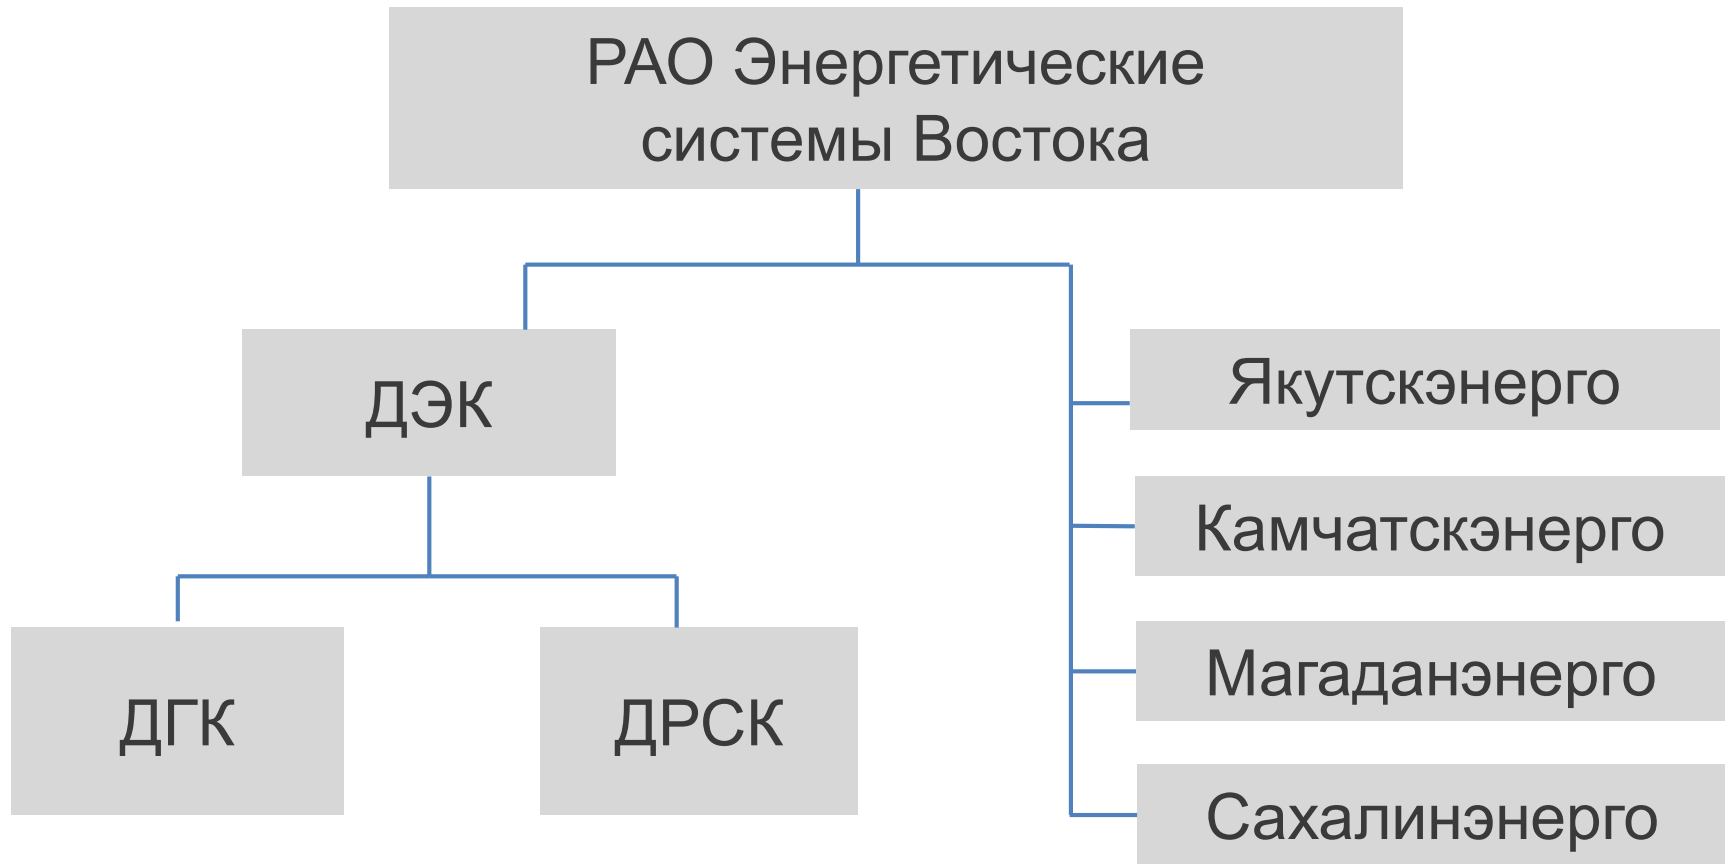 РАО Энергетические
системы Востока
ДЭК
ДГК
ДРСК
Якутскэнерго
Камчатскэнерго
Магаданэнерго
Сахалинэнерго